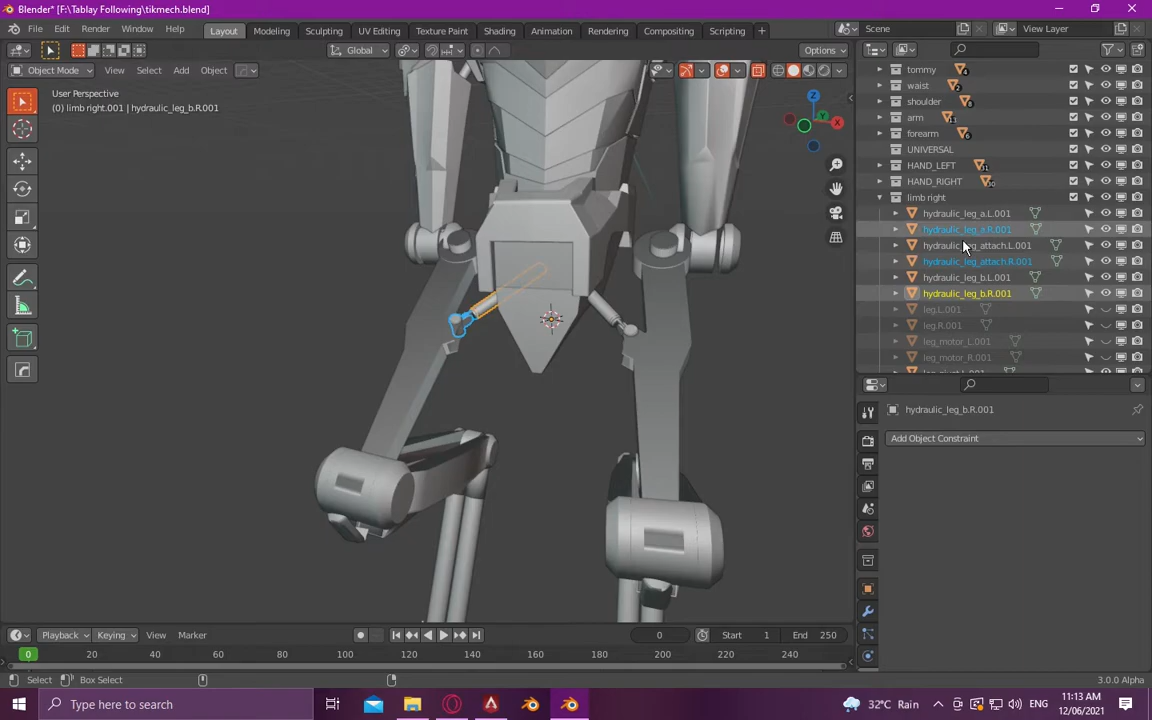 Blender* [F:\Tablay Following\tikmech.blend]
File Edit Render Window Help Layout Modeling Sculpting UV Editing Texture Paint Shading Animation Rendering Compositing Scripting Scene View Layer
Global Options
Object Mode View Select Add Object
User Perspective
(0) limb right.001 | hydraulic_leg_b.R.001
Z
Y
X
tommy
waist
shoulder
arm
forearm
UNIVERSAL
HAND_LEFT
HAND_RIGHT
limb right
hydraulic_leg_a.L.001
hydraulic_leg_a.R.001
hydraulic_leg_attach.L.001
hydraulic_leg_attach.R.001
hydraulic_leg_b.L.001
hydraulic_leg_b.R.001
leg.L.001
leg.R.001
leg_motor_L.001
leg_motor_R.001
hydraulic_leg_b.R.001
Add Object Constraint
Playback Keying View Marker 0 Start 1 End 250
0 20 40 60 80 100 120 140 160 180 200 220 240
Select Box Select 3.0.0 Alpha
Type here to search 32°C Rain ENG 11:13 AM
12/06/2021